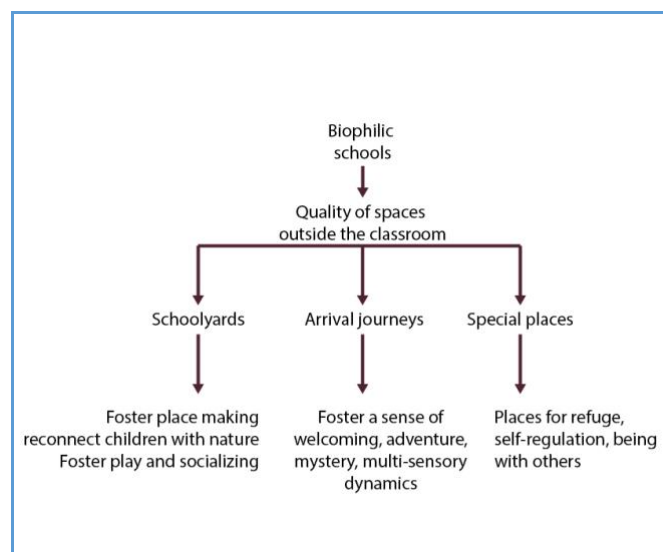 Biophilic
schools
Quality of spaces
outside the classroom
Schoolyards
Arrival journeys
Special places
Foster place making
reconnect children with nature
Foster play and socializing
Foster a sense of
welcoming, adventure,
mystery, multi-sensory
dynamics
Places for refuge,
self-regulation, being
with others